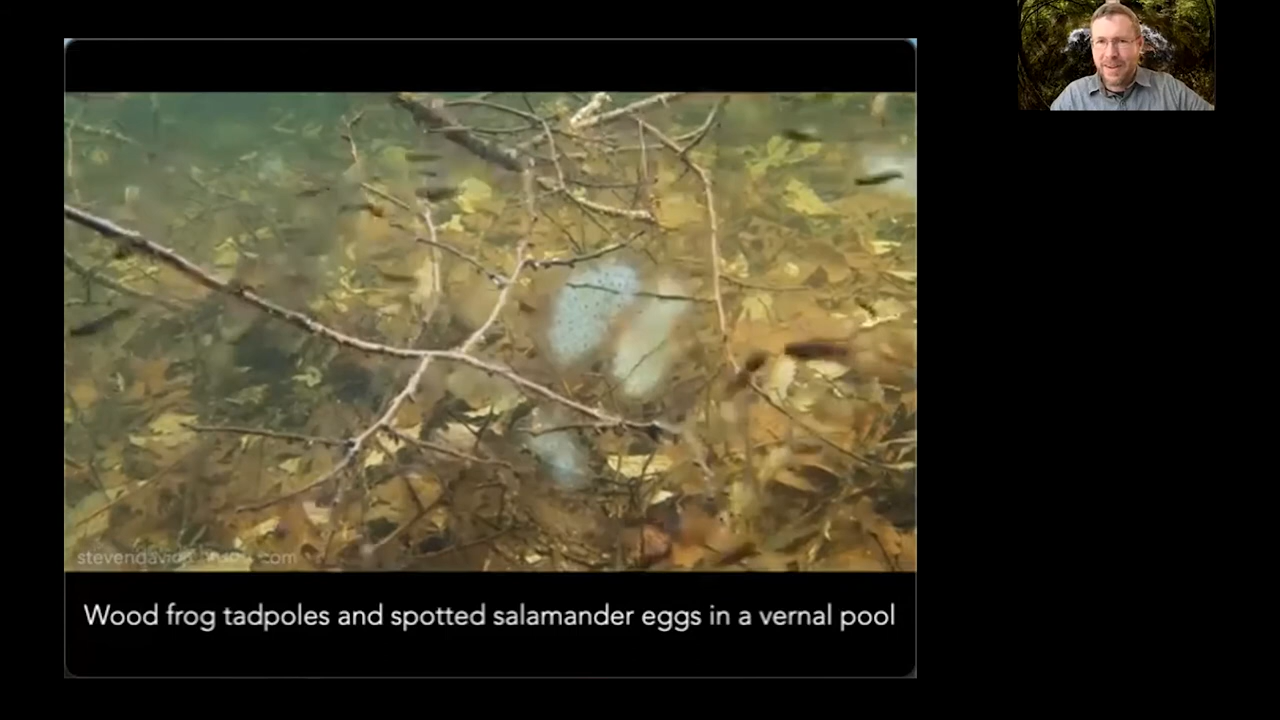 Wood frog tadpoles and spotted salamander eggs in a vernal pool